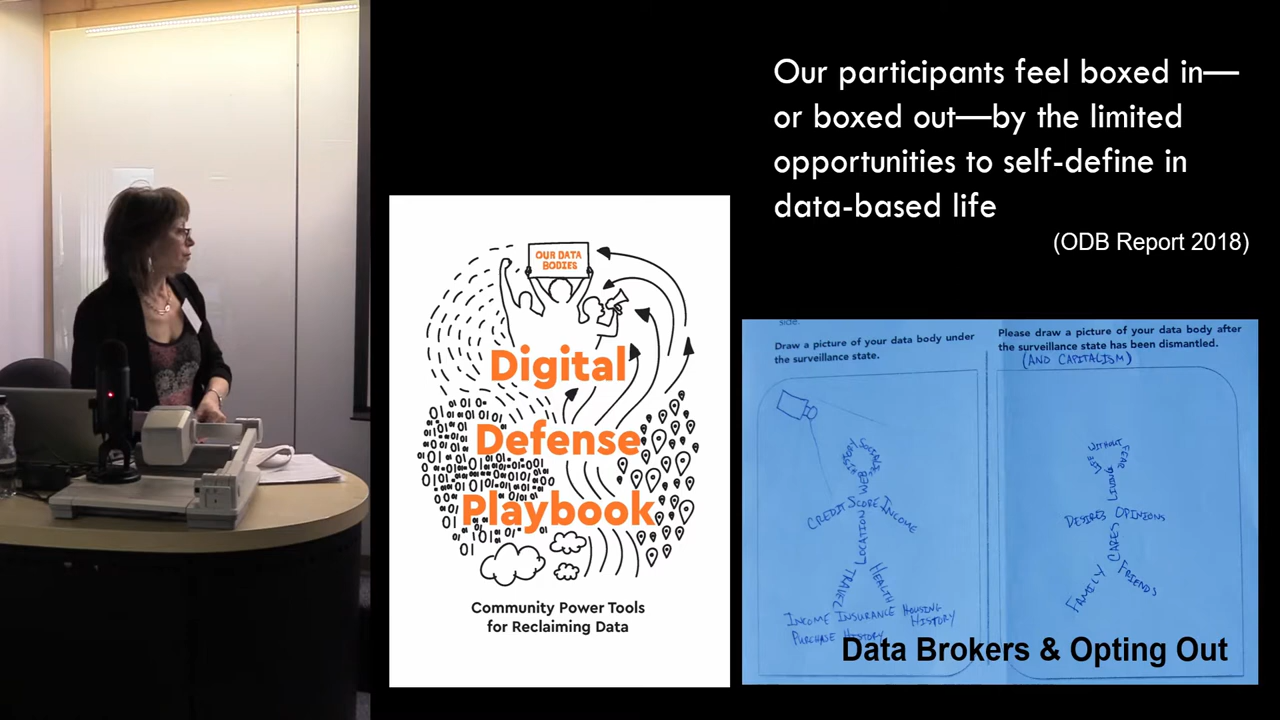 Our participants feel boxed in—
or boxed out—by the limited
opportunities to self-define in
data-based life
(ODB Report 2018)
OUR DATA
BODIES
Digital
Defense
Playbook
Community Power Tools
for Reclaiming Data
side.
Draw a picture of your data body under
the surveillance state.
WEB
HISTORY
CREDIT SCORE INCOME
LOCATION
TRAVEL
HEALTH
INCOME INSURANCE HOUSING
HISTORY
PURCHASE HISTORY
Please draw a picture of your data body after
the surveillance state has been dismantled.
(AND CAPITALISM)
LIVING
LIFE
WITHOUT
FEAR
DESIRES OPINIONS
CARES
FAMILY
FRIENDS
Data Brokers & Opting Out